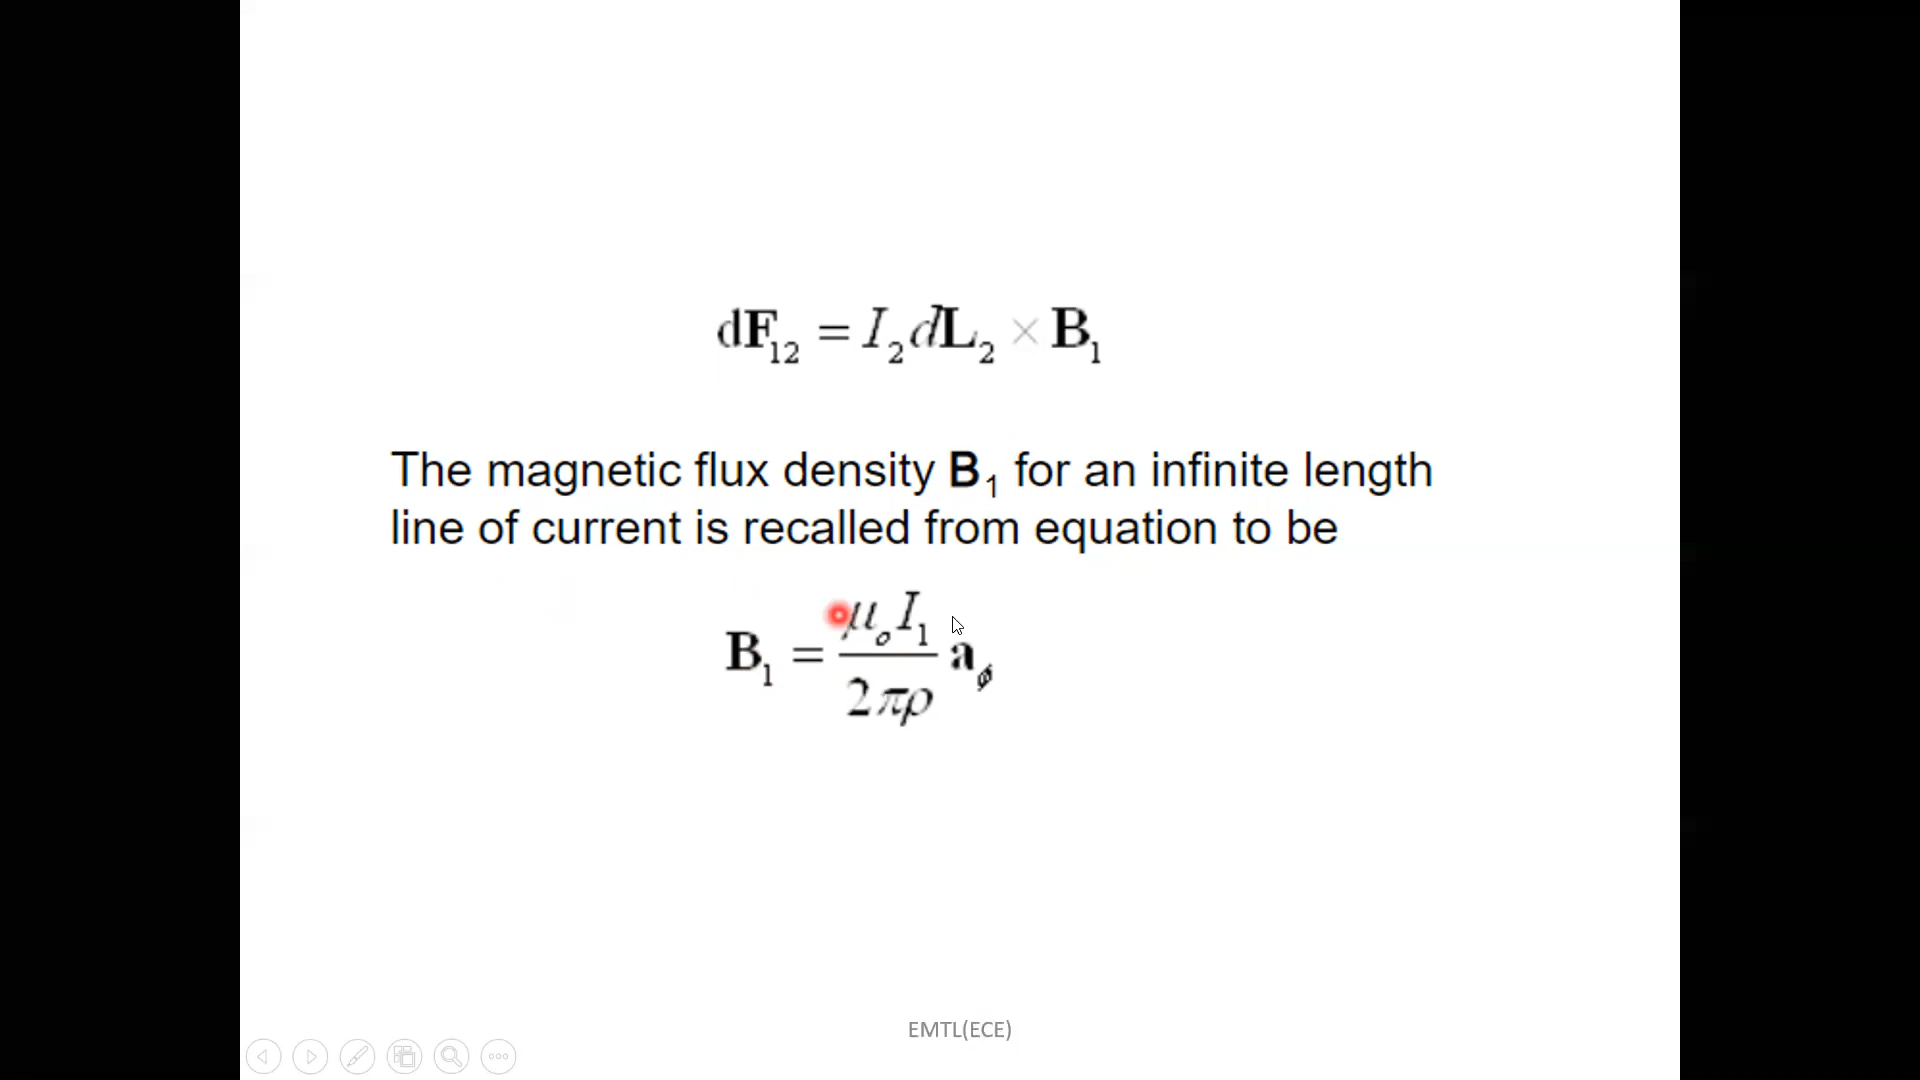 dF₁₂ = I₂dL₂ × B₁
The magnetic flux density B₁ for an infinite length
line of current is recalled from equation to be
B₁ = μₒI₁ / 2πρ a_ϕ
EMTL(ECE)